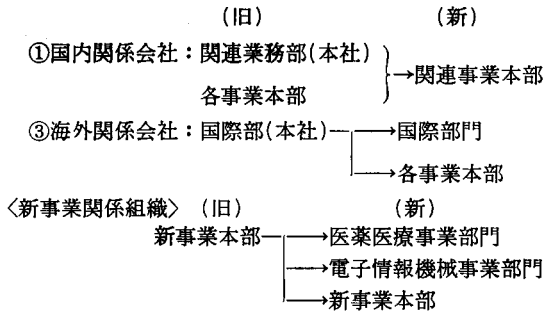 (旧) (新)
①国内関係会社：関連業務部(本社)
各事業本部 →関連事業本部
③海外関係会社：国際部(本社) →国際部門
→各事業本部
〈新事業関係組織〉 (旧) (新)
新事業本部 →医薬医療事業部門
→電子情報機械事業部門
→新事業本部